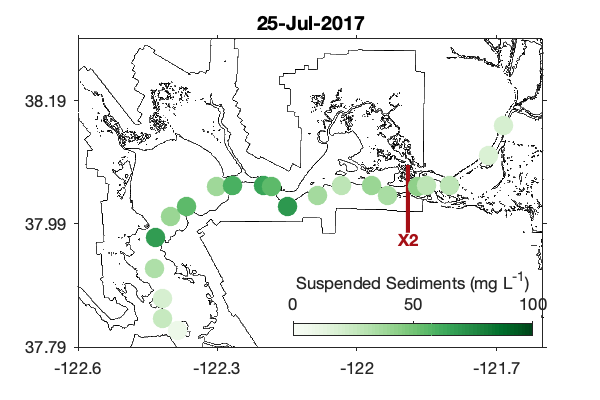 25-Jul-2017
38.19
37.99
37.79
X2
Suspended Sediments (mg L⁻¹)
0 50 100
-122.6 -122.3 -122 -121.7